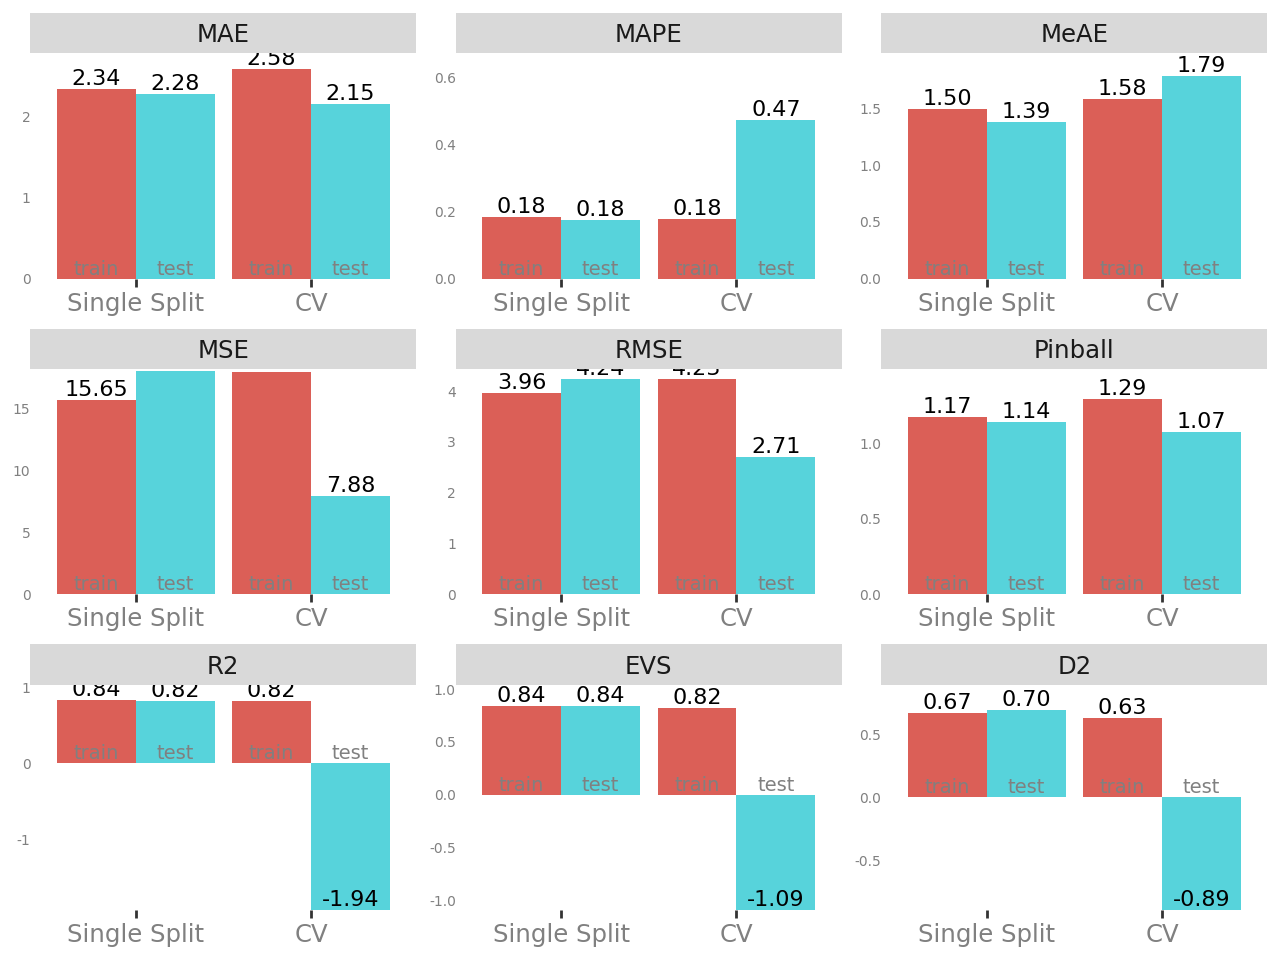 MAE
2.34
2.28
2.58
2.15
2
1
0
train
test
train
test
Single Split
CV
MAPE
0.18
0.18
0.18
0.47
0.6
0.4
0.2
0.0
train
test
train
test
Single Split
CV
MeAE
1.50
1.39
1.58
1.79
1.5
1.0
0.5
0.0
train
test
train
test
Single Split
CV
MSE
15.65
7.88
15
10
5
0
train
test
train
test
Single Split
CV
RMSE
3.96
4.24
4.23
2.71
4
3
2
1
0
train
test
train
test
Single Split
CV
Pinball
1.17
1.14
1.29
1.07
1.0
0.5
0.0
train
test
train
test
Single Split
CV
R2
0.84
0.82
0.82
-1.94
1
0
-1
train
test
train
test
Single Split
CV
EVS
0.84
0.84
0.82
-1.09
1.0
0.5
0.0
-0.5
-1.0
train
test
train
test
Single Split
CV
D2
0.67
0.70
0.63
-0.89
0.5
0.0
-0.5
train
test
train
test
Single Split
CV